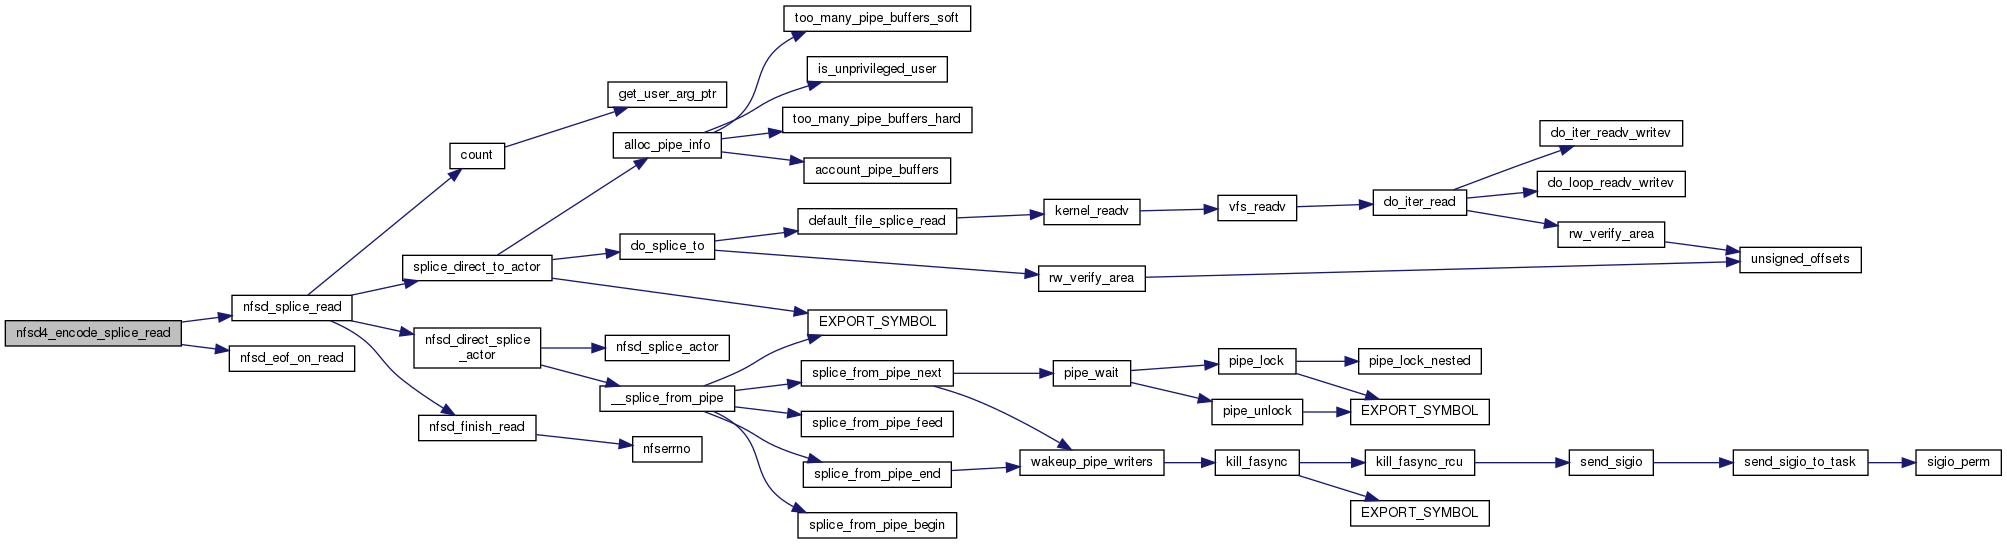 too_many_pipe_buffers_soft
is_unprivileged_user
get_user_arg_ptr
too_many_pipe_buffers_hard
do_iter_readv_writev
alloc_pipe_info
count
account_pipe_buffers
do_loop_readv_writev
do_iter_read
default_file_splice_read
kernel_readv
vfs_readv
rw_verify_area
do_splice_to
unsigned_offsets
splice_direct_to_actor
rw_verify_area
nfsd_splice_read
EXPORT_SYMBOL
nfsd4_encode_splice_read
nfsd_direct_splice
_actor
nfsd_splice_actor
nfsd_eof_on_read
pipe_lock
pipe_lock_nested
splice_from_pipe_next
pipe_wait
__splice_from_pipe
pipe_unlock
EXPORT_SYMBOL
splice_from_pipe_feed
nfsd_finish_read
nfserrno
wakeup_pipe_writers
kill_fasync
kill_fasync_rcu
send_sigio
send_sigio_to_task
sigio_perm
splice_from_pipe_end
EXPORT_SYMBOL
splice_from_pipe_begin